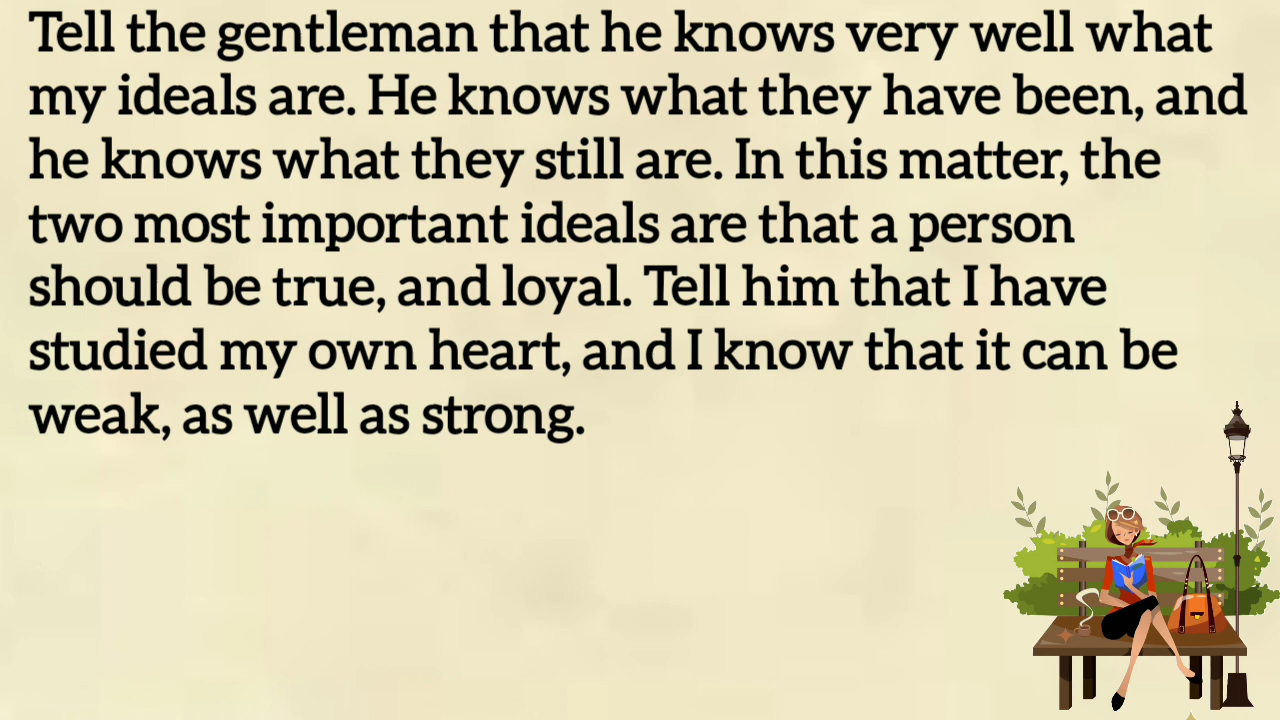 Tell the gentleman that he knows very well what
my ideals are. He knows what they have been, and
he knows what they still are. In this matter, the
two most important ideals are that a person
should be true, and loyal. Tell him that I have
studied my own heart, and I know that it can be
weak, as well as strong.